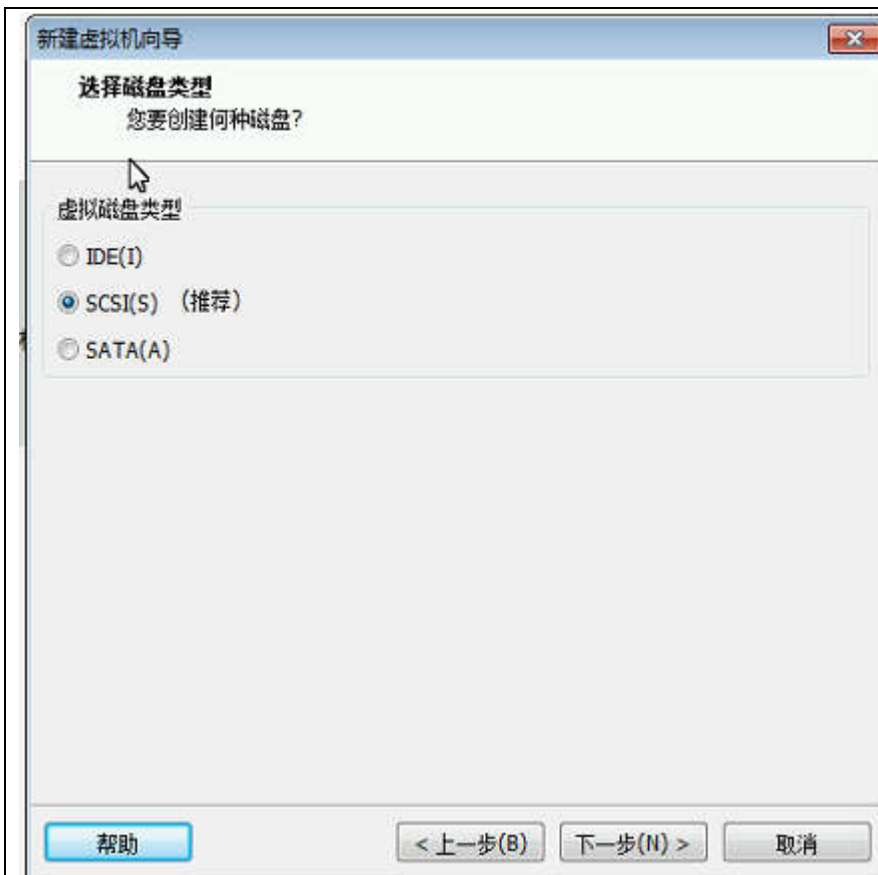 新建虚拟机向导
选择磁盘类型
您要创建何种磁盘?
虚拟磁盘类型
IDE(I)
SCSI(S) (推荐)
SATA(A)
帮助 < 上一步(B) 下一步(N) > 取消